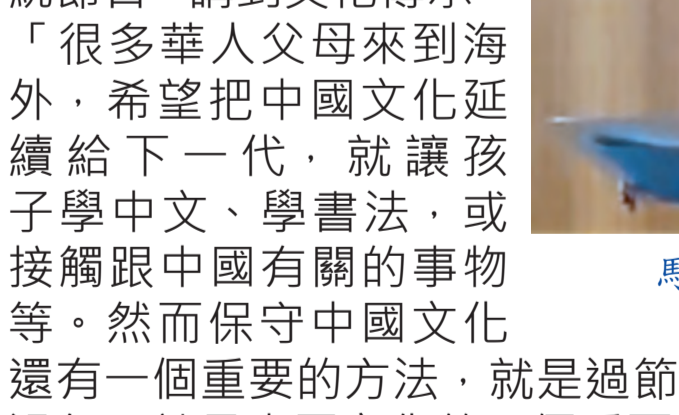 「很多華人父母來到海
外，希望把中國文化延
續給下一代，就讓孩
子學中文、學書法，或
接觸跟中國有關的事物
等。然而保守中國文化
還有一個重要的方法，就是過節